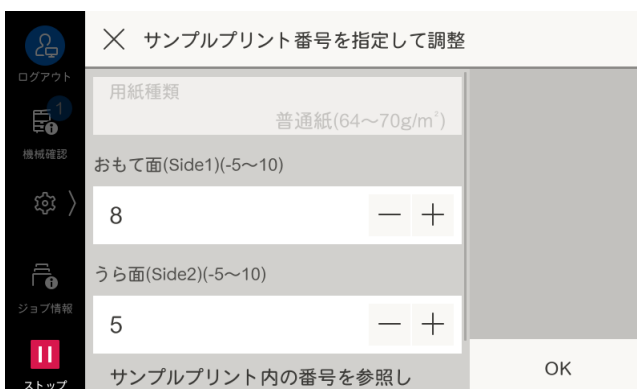 サンプルプリント番号を指定して調整
ログアウト
1
機械確認
ジョブ情報
ストップ
用紙種類
普通紙(64～70g/m²)
おもて面(Side1)(-5～10)
8
うら面(Side2)(-5～10)
5
サンプルプリント内の番号を参照し
OK